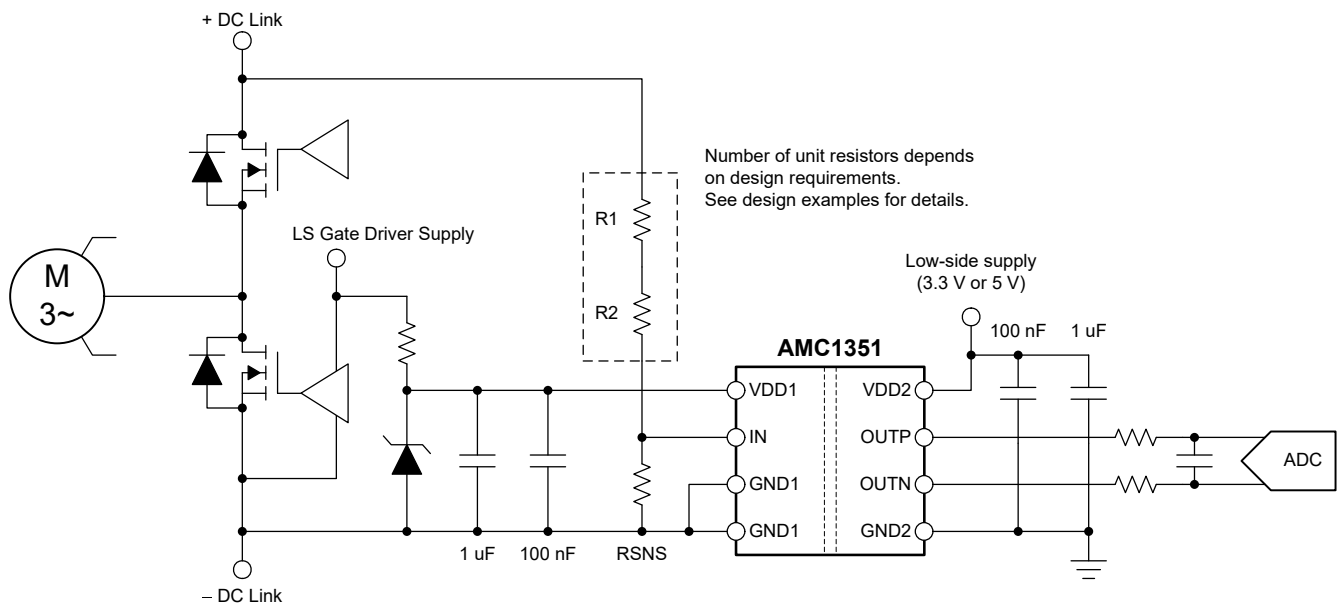 + DC Link
Number of unit resistors depends
on design requirements.
See design examples for details.
R1
LS Gate Driver Supply
M
3~
R2
Low-side supply
(3.3 V or 5 V)
100 nF
1 uF
AMC1351
VDD1
VDD2
IN
OUTP
GND1
OUTN
ADC
GND1
GND2
1 uF
100 nF
RSNS
– DC Link